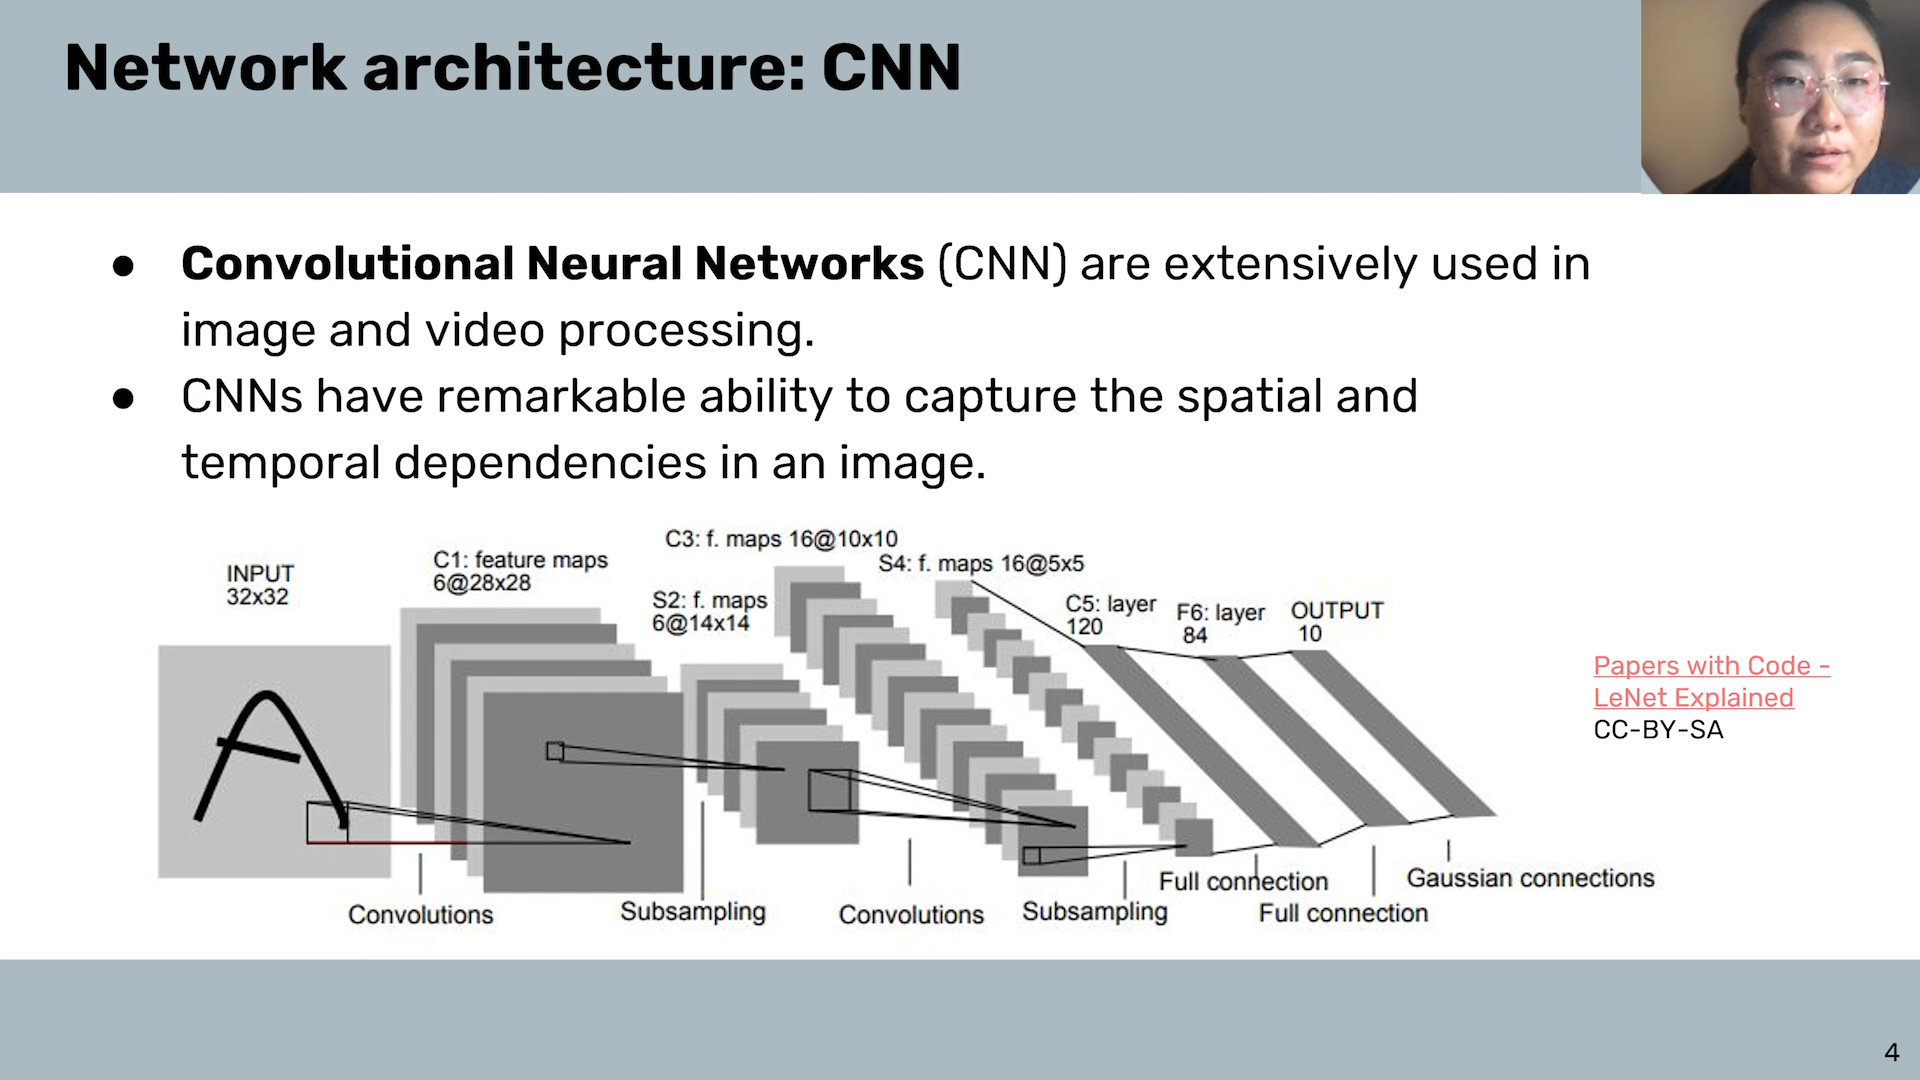 Network architecture: CNN
● Convolutional Neural Networks (CNN) are extensively used in
image and video processing.
● CNNs have remarkable ability to capture the spatial and
temporal dependencies in an image.
INPUT
32x32
C1: feature maps
6@28x28
S2: f. maps
6@14x14
C3: f. maps 16@10x10
S4: f. maps 16@5x5
C5: layer
120
F6: layer
84
OUTPUT
10
A
Convolutions
Subsampling
Convolutions
Subsampling
Full connection
Full connection
Gaussian connections
Papers with Code -
LeNet Explained
CC-BY-SA
4